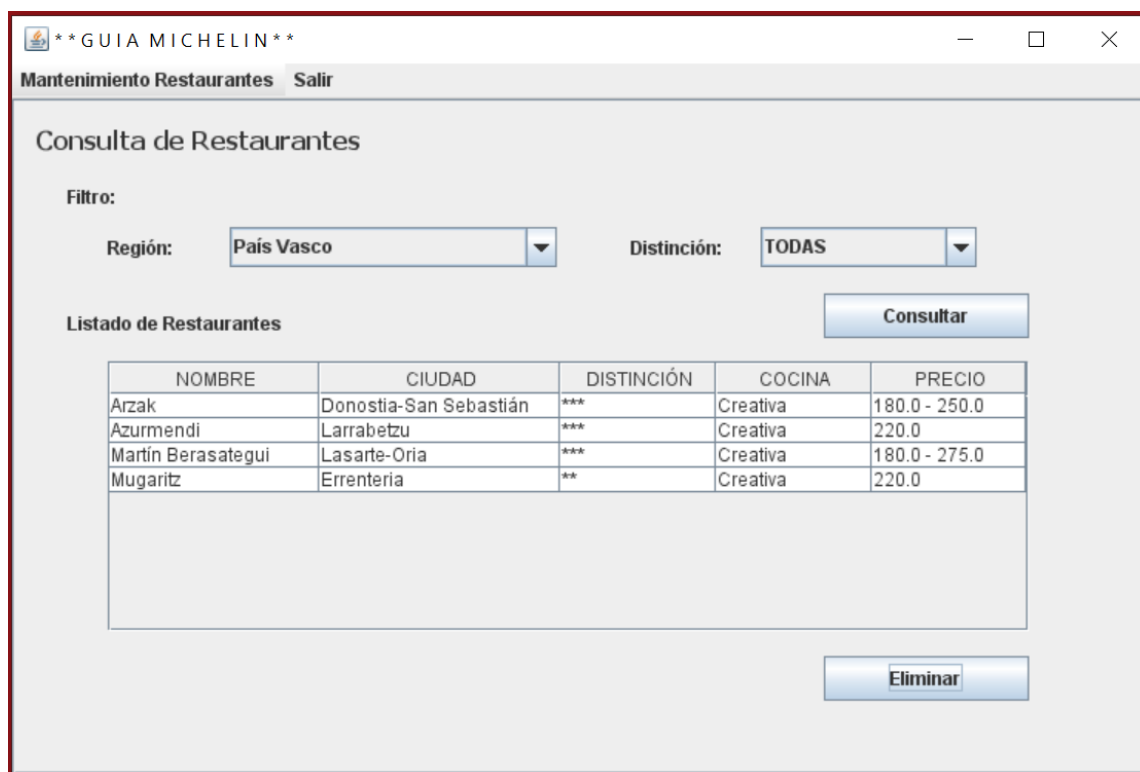 **GUIA MICHELIN**
Mantenimiento Restaurantes Salir
Consulta de Restaurantes
Filtro:
Región: País Vasco Distinción: TODAS
Consultar
Listado de Restaurantes
NOMBRE CIUDAD DISTINCIÓN COCINA PRECIO
Arzak Donostia-San Sebastián *** Creativa 180.0 - 250.0
Azurmendi Larrabetzu *** Creativa 220.0
Martín Berasategui Lasarte-Oria *** Creativa 180.0 - 275.0
Mugaritz Errenteria ** Creativa 220.0
Eliminar